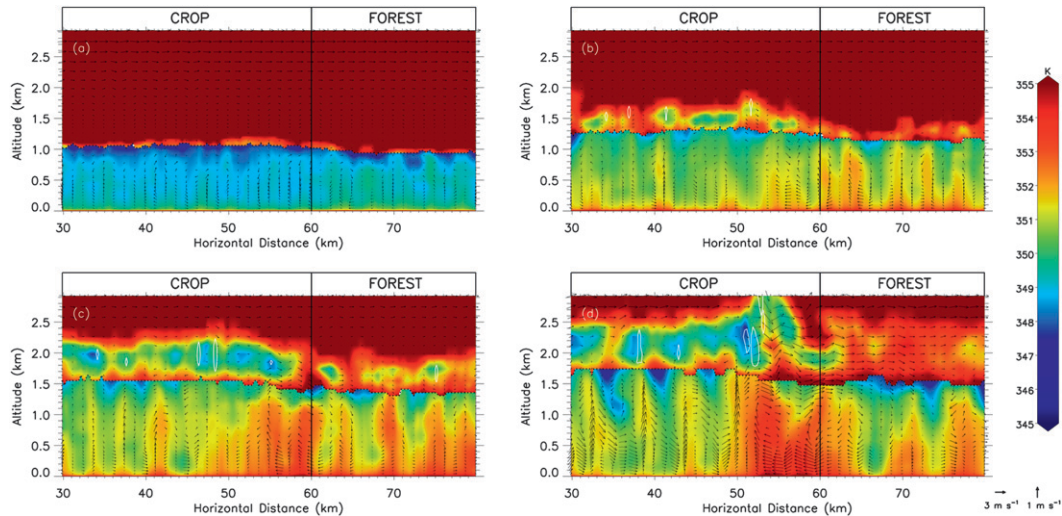 CROP FOREST
(a)
Altitude (km)
2.5
2.0
1.5
1.0
0.5
0.0
30 40 50 60 70
Horizontal Distance (km)
CROP FOREST
(b)
Altitude (km)
2.5
2.0
1.5
1.0
0.5
0.0
30 40 50 60 70
Horizontal Distance (km)
CROP FOREST
(c)
Altitude (km)
2.5
2.0
1.5
1.0
0.5
0.0
30 40 50 60 70
Horizontal Distance (km)
CROP FOREST
(d)
Altitude (km)
2.5
2.0
1.5
1.0
0.5
0.0
30 40 50 60 70
Horizontal Distance (km)
K
355
354
353
352
351
350
349
348
347
346
345
3 m s⁻¹ 1 m s⁻¹